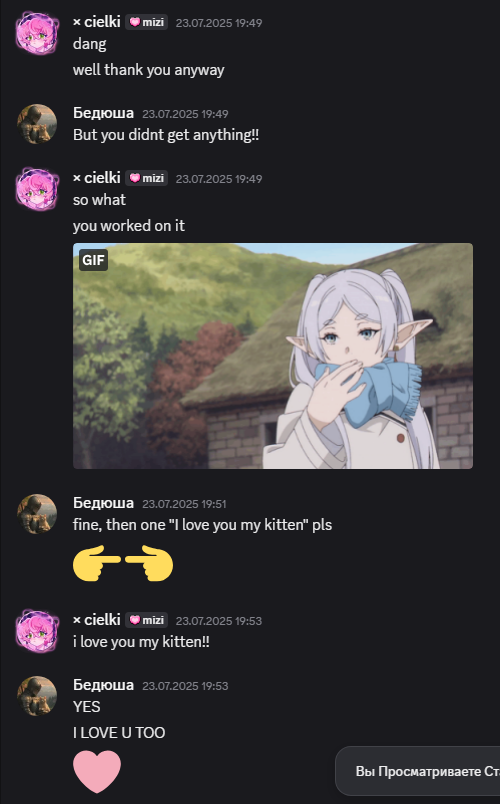 × cielki mizi 23.07.2025 19:49
dang
well thank you anyway
Бедюша 23.07.2025 19:49
But you didnt get anything!!
× cielki mizi 23.07.2025 19:49
so what
you worked on it
GIF
Бедюша 23.07.2025 19:51
fine, then one "I love you my kitten" pls
× cielki mizi 23.07.2025 19:53
i love you my kitten!!
Бедюша 23.07.2025 19:53
YES
I LOVE U TOO
Вы Просматриваете Ст